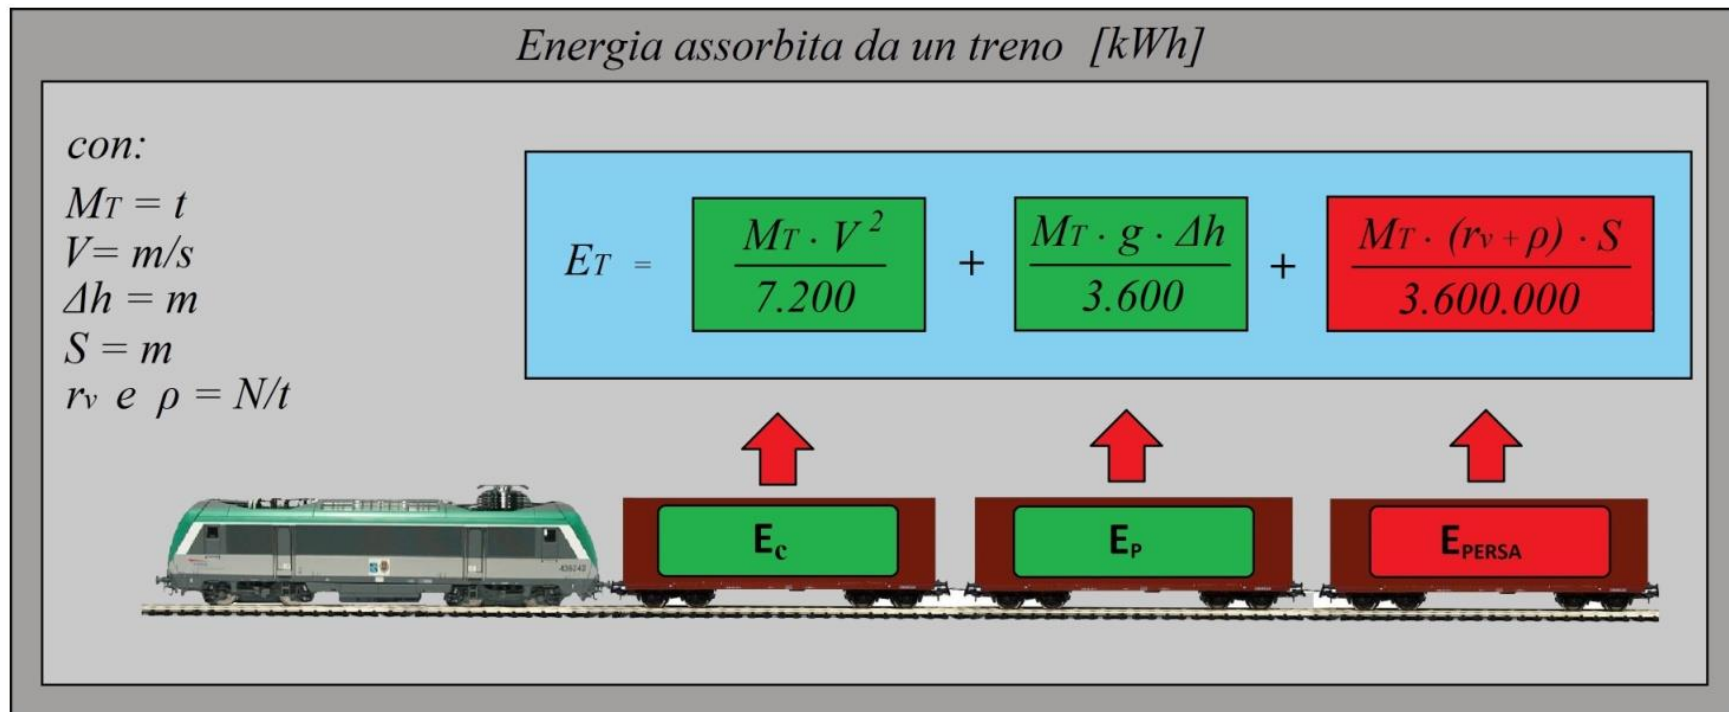 Energia assorbita da un treno [kWh]
con:
MT = t
V= m/s
Δh = m
S = m
rv e ρ = N/t
ET = MT · V² / 7.200 + MT · g · Δh / 3.600 + MT · (rv + ρ) · S / 3.600.000
Ec
EP
EPERSA